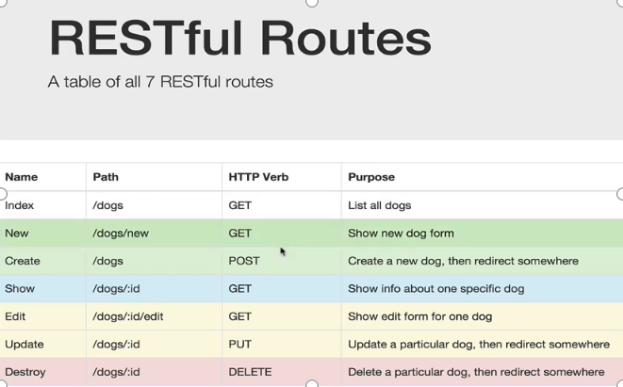 RESTful Routes
A table of all 7 RESTful routes
Name Path HTTP Verb Purpose
Index /dogs GET List all dogs
New /dogs/new GET Show new dog form
Create /dogs POST Create a new dog, then redirect somewhere
Show /dogs/:id GET Show info about one specific dog
Edit /dogs/:id/edit GET Show edit form for one dog
Update /dogs/:id PUT Update a particular dog, then redirect somewhere
Destroy /dogs/:id DELETE Delete a particular dog, then redirect somewhere